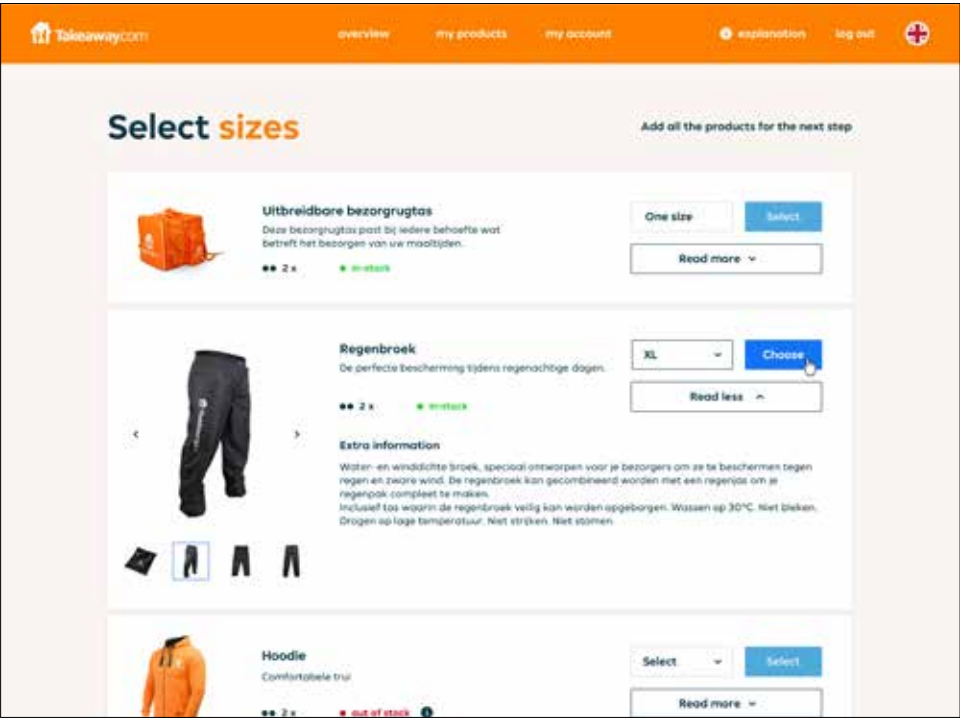 Takeaway.com
overview my products my account explanation log out
Select sizes
Add all the products for the next step
Uitbreidbare bezorgrugtas
Deze bezorgrugtas past bij iedere behoefte wat
betreft het bezorgen van uw maaltijden.
2 x in-stock
One size Select
Read more
Regenbroek
De perfecte bescherming tijdens regenachtige dagen.
2 x in-stock
XL Choose
Read less
Extra information
Water- en winddichte broek, speciaal ontworpen voor je bezorgers om ze te beschermen tegen
regen en zware wind. De regenbroek kan gecombineerd worden met een regenjas om je
regenpak compleet te maken.
Inclusief tas waarin de regenbroek veilig kan worden opgeborgen. Wassen op 30°C. Niet bleken.
Drogen op lage temperatuur. Niet strijken. Niet stomen.
Hoodie
Comfortabele trui
2 x out of stock
Select Select
Read more